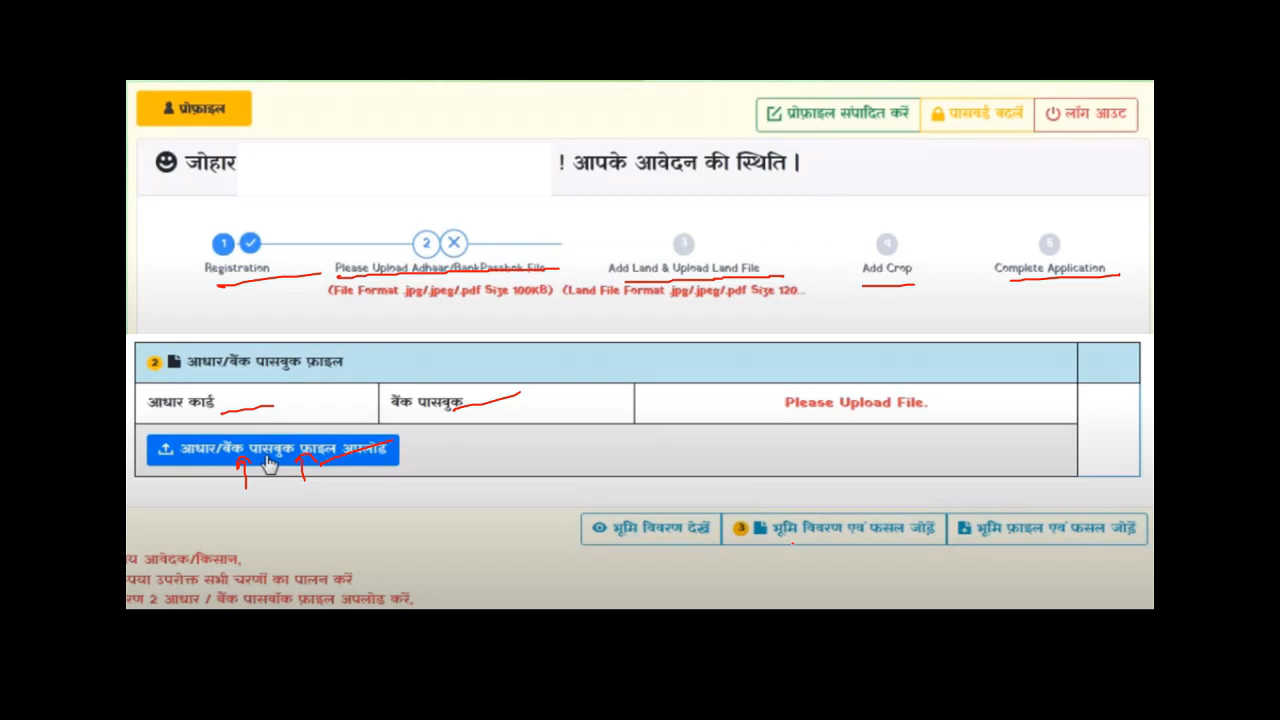 प्रोफ़ाइल
प्रोफ़ाइल संपादित करें पासवर्ड बदलें लॉग आउट
जोहार ! आपके आवेदन की स्थिति |
1 2 3 4 5
Registration Please Upload Adhaar/BankPassbok File Add Land & Upload Land File Add Crop Complete Application
(File Format .jpg/.jpeg/.pdf Size 100KB) (Land File Format .jpg/.jpeg/.pdf Size 120...
2 आधार/बैंक पासबुक फ़ाइल
आधार कार्ड बैंक पासबुक Please Upload File.
आधार/बैंक पासबुक फ़ाइल अपलोड
भूमि विवरण देखें 3 भूमि विवरण एवं फसल जोड़ें भूमि फ़ाइल एवं फसल जोड़ें
य आवेदक/किसान,
पया उपरोक्त सभी चरणों का पालन करें
रण 2 आधार / बैंक पासबॉक फ़ाइल अपलोड करें,